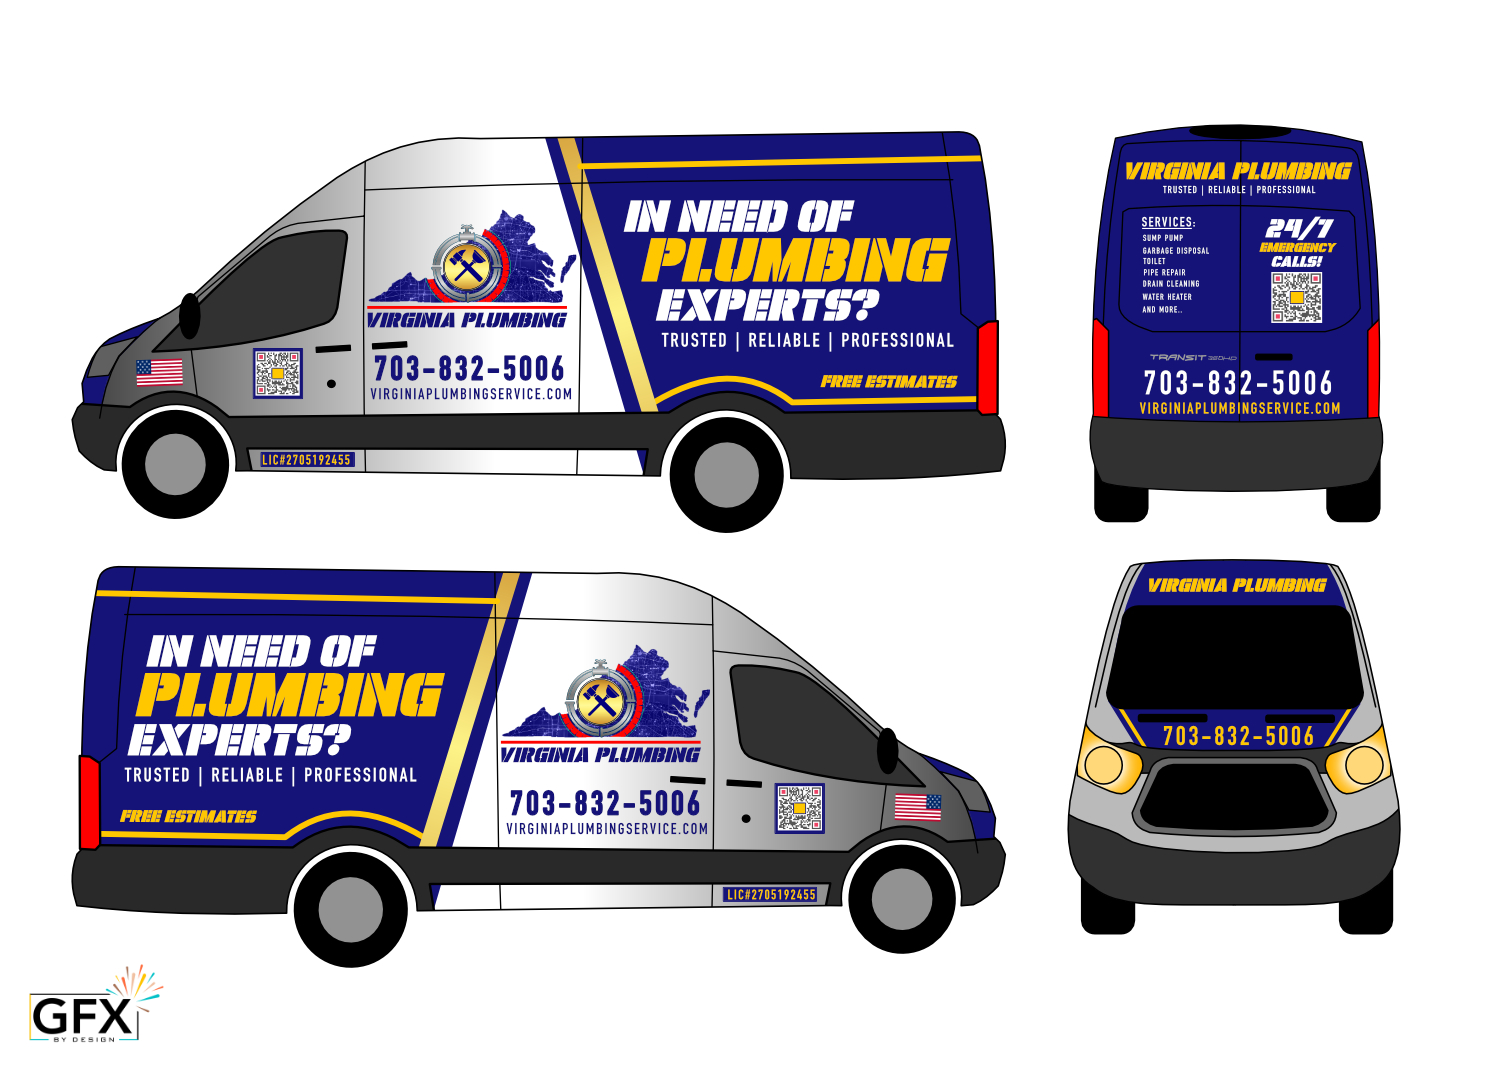 IN NEED OF
PLUMBING
EXPERTS?
TRUSTED | RELIABLE | PROFESSIONAL
FREE ESTIMATES
VIRGINIA PLUMBING
703-832-5006
VIRGINIAPLUMBINGSERVICE.COM
LIC#2705192455
VIRGINIA PLUMBING
TRUSTED | RELIABLE | PROFESSIONAL
SERVICES:
SUMP PUMP
GARBAGE DISPOSAL
TOILET
PIPE REPAIR
DRAIN CLEANING
WATER HEATER
AND MORE..
24/7
EMERGENCY
CALLS!
TRANSIT 350HD
703-832-5006
VIRGINIAPLUMBINGSERVICE.COM
IN NEED OF
PLUMBING
EXPERTS?
TRUSTED | RELIABLE | PROFESSIONAL
FREE ESTIMATES
VIRGINIA PLUMBING
703-832-5006
VIRGINIAPLUMBINGSERVICE.COM
LIC#2705192455
VIRGINIA PLUMBING
703-832-5006
GFX
BY DESIGN